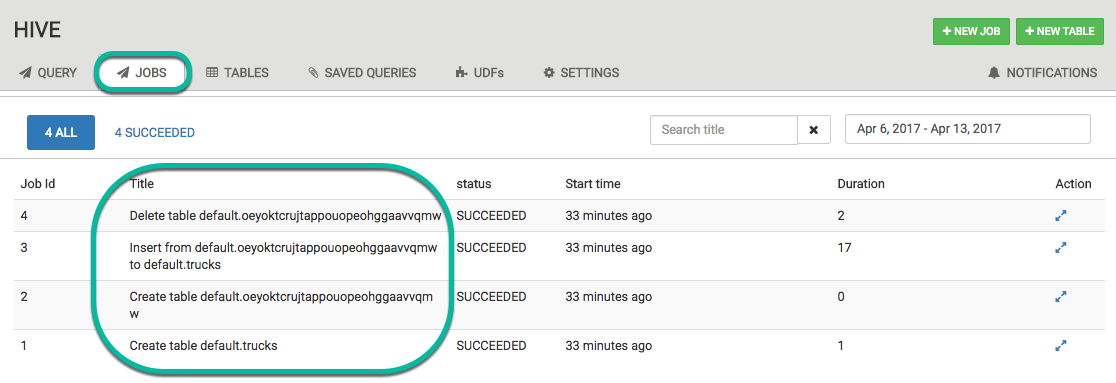 HIVE
+ NEW JOB
+ NEW TABLE
QUERY
JOBS
TABLES
SAVED QUERIES
UDFs
SETTINGS
NOTIFICATIONS
4 ALL
4 SUCCEEDED
Search title
Apr 6, 2017 - Apr 13, 2017
Job Id Title status Start time Duration Action
4 Delete table default.oeyoktcrujtappouopeohggaavvqmw SUCCEEDED 33 minutes ago 2
3 Insert from default.oeyoktcrujtappouopeohggaavvqmw SUCCEEDED 33 minutes ago 17
to default.trucks
2 Create table default.oeyoktcrujtappouopeohggaavvqm SUCCEEDED 33 minutes ago 0
w
1 Create table default.trucks SUCCEEDED 33 minutes ago 1